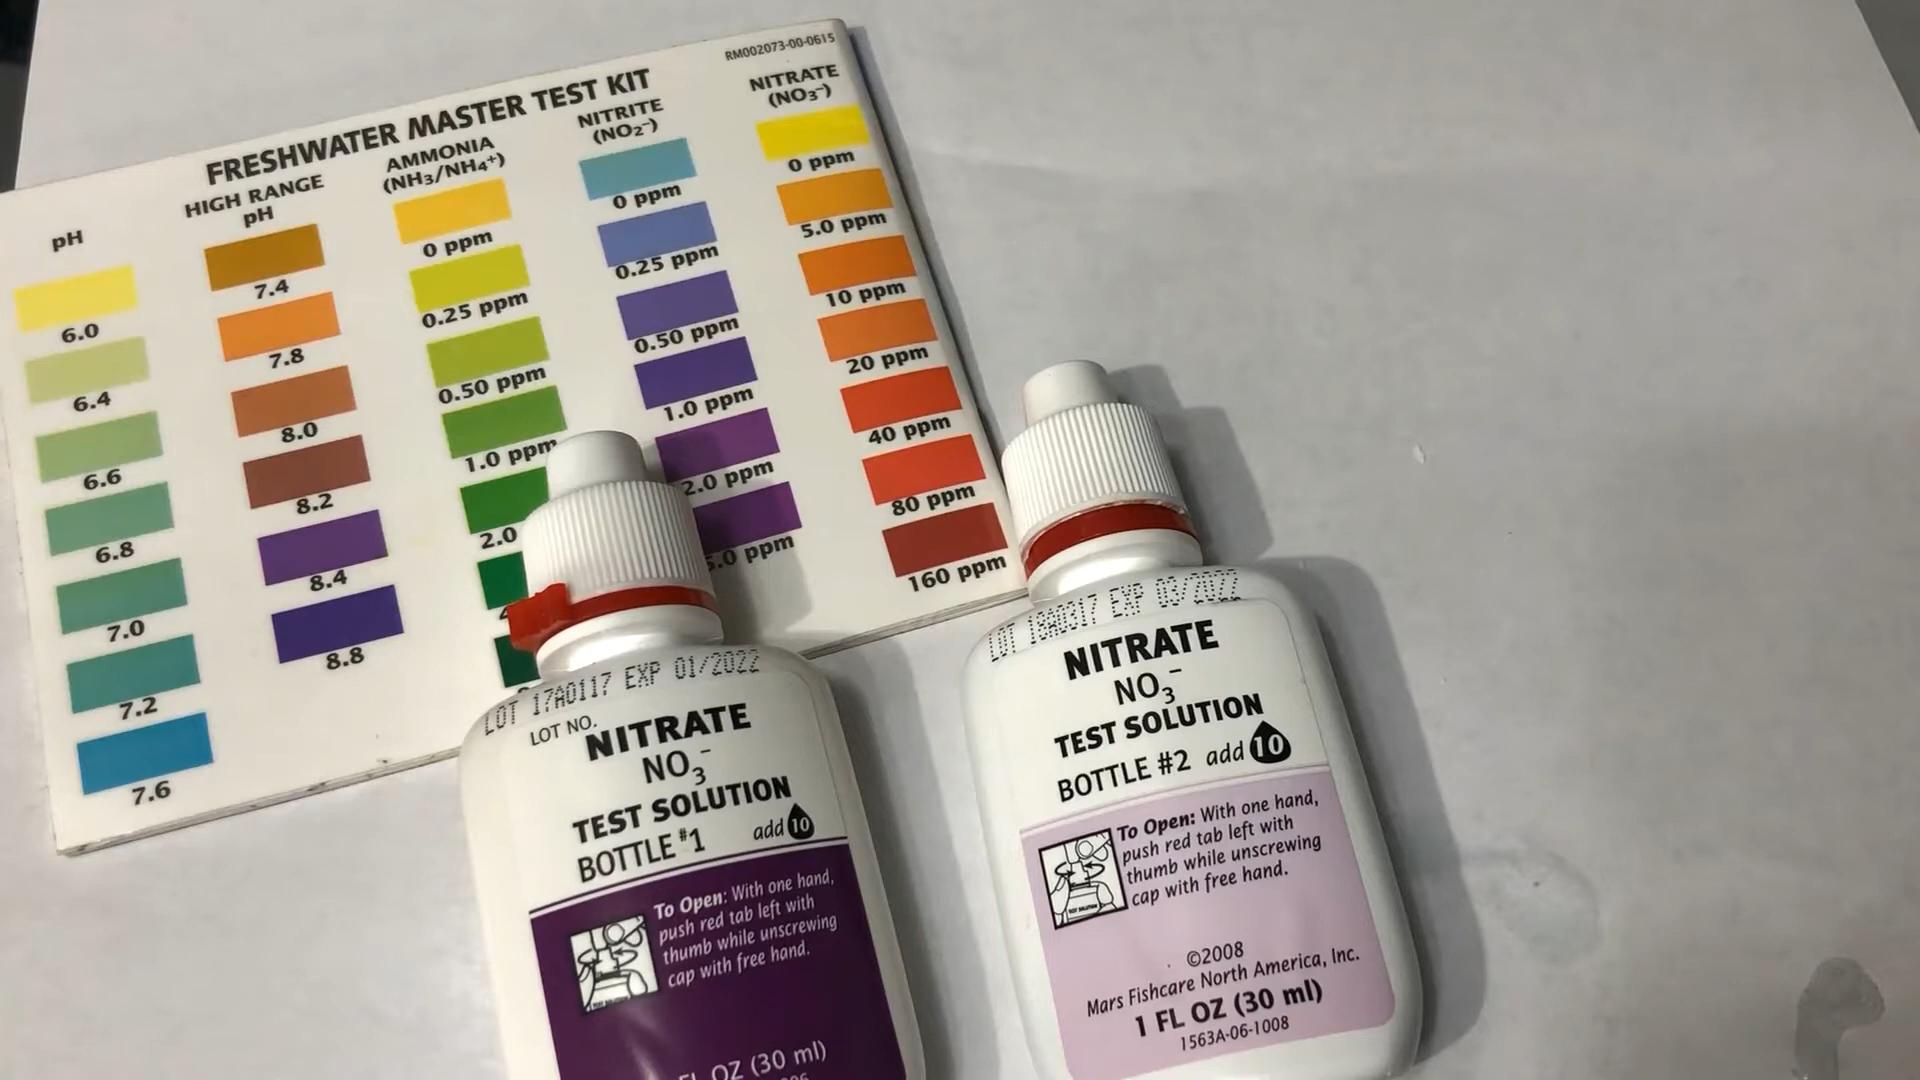 RM002073-00-0615
FRESHWATER MASTER TEST KIT
pH
6.0
6.4
6.6
6.8
7.0
7.2
7.6
HIGH RANGE
pH
7.4
7.8
8.0
8.2
8.4
8.8
AMMONIA
(NH₃/NH₄⁺)
0 ppm
0.25 ppm
0.50 ppm
1.0 ppm
2.0
NITRITE
(NO₂⁻)
0 ppm
0.25 ppm
0.50 ppm
1.0 ppm
2.0 ppm
5.0 ppm
NITRATE
(NO₃⁻)
0 ppm
5.0 ppm
10 ppm
20 ppm
40 ppm
80 ppm
160 ppm
LOT 17A0117 EXP 01/2022
LOT NO.
NITRATE
NO₃⁻
TEST SOLUTION
BOTTLE #1 add 10
To Open: With one hand,
push red tab left with
thumb while unscrewing
cap with free hand.
OZ (30 ml)
LOT 18A0317 EXP 03/2022
NITRATE
NO₃⁻
TEST SOLUTION
BOTTLE #2 add 10
To Open: With one hand,
push red tab left with
thumb while unscrewing
cap with free hand.
©2008
Mars Fishcare North America, Inc.
1 FL OZ (30 ml)
1563A-06-1008